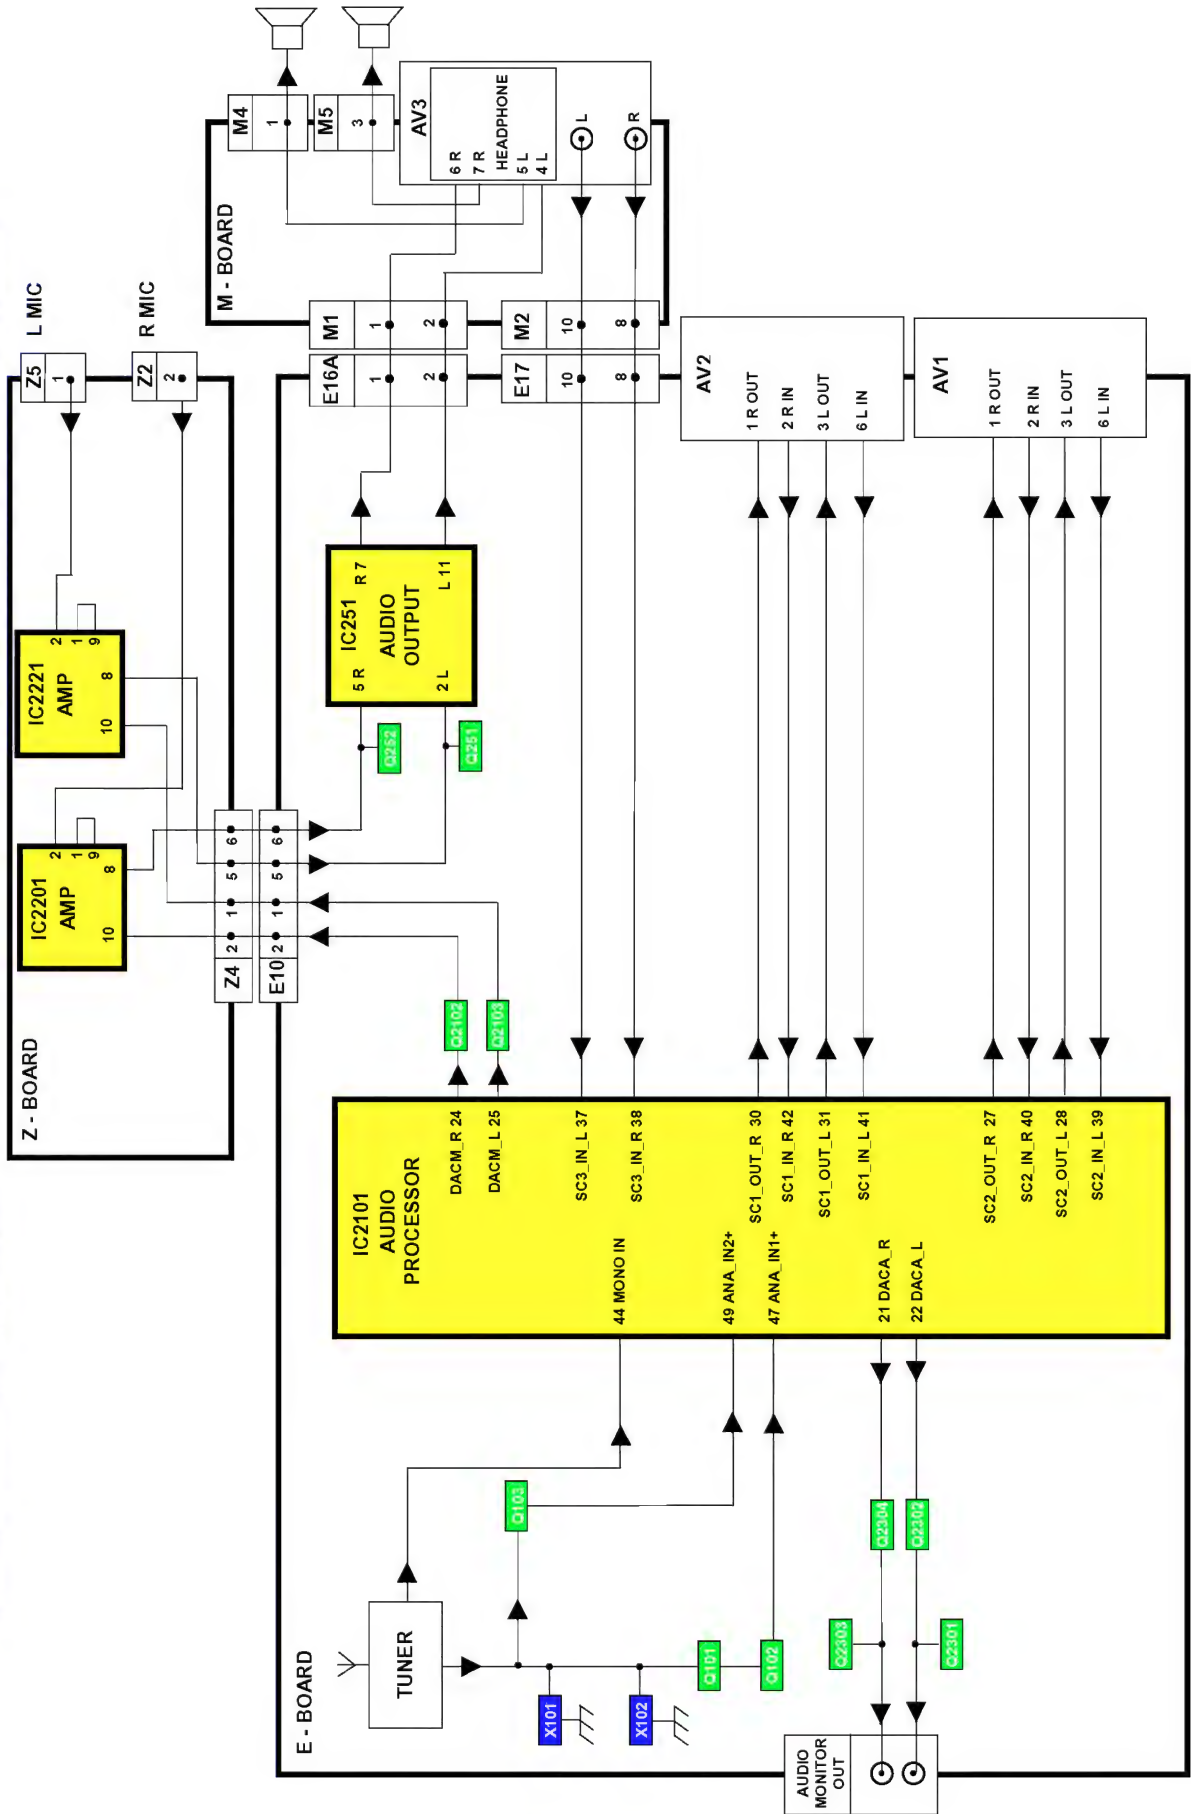 Z - BOARD
IC2201
AMP
10
8
2
1
9
IC2221
AMP
10
8
2
1
9
Z5
1
L MIC
Z2
2
R MIC
Z4
2
1
5
6
E10
2
1
5
6
M - BOARD
M4
1
M5
3
AV3
6 R
7 R
HEADPHONE
5 L
4 L
L
R
M1
1
2
M2
10
8
E16A
1
2
E17
10
8
IC251
AUDIO
OUTPUT
5 R
2 L
R 7
L 11
Q252
Q251
Q2102
Q2103
AV2
1 R OUT
2 R IN
3 L OUT
6 L IN
AV1
1 R OUT
2 R IN
3 L OUT
6 L IN
IC2101
AUDIO
PROCESSOR
DACM_R 24
DACM_L 25
SC3_IN_L 37
SC3_IN_R 38
SC1_OUT_R 30
SC1_IN_R 42
SC1_OUT_L 31
SC1_IN_L 41
SC2_OUT_R 27
SC2_IN_R 40
SC2_OUT_L 28
SC2_IN_L 39
44 MONO IN
49 ANA_IN2+
47 ANA_IN1+
21 DACA_R
22 DACA_L
E - BOARD
TUNER
Q103
X101
X102
Q101
Q102
Q2304
Q2302
Q2303
Q2301
AUDIO
MONITOR
OUT